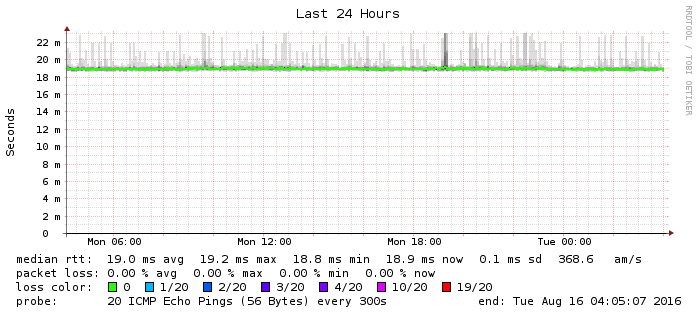 Last 24 Hours
RRDTOOL / TOBI OETIKER
Seconds
22 m
20 m
18 m
16 m
14 m
12 m
10 m
8 m
6 m
4 m
2 m
0
Mon 06:00 Mon 12:00 Mon 18:00 Tue 00:00
median rtt: 19.0 ms avg 19.2 ms max 18.8 ms min 18.9 ms now 0.1 ms sd 368.6 am/s
packet loss: 0.00 % avg 0.00 % max 0.00 % min 0.00 % now
loss color: 0 1/20 2/20 3/20 4/20 10/20 19/20
probe: 20 ICMP Echo Pings (56 Bytes) every 300s end: Tue Aug 16 04:05:07 2016